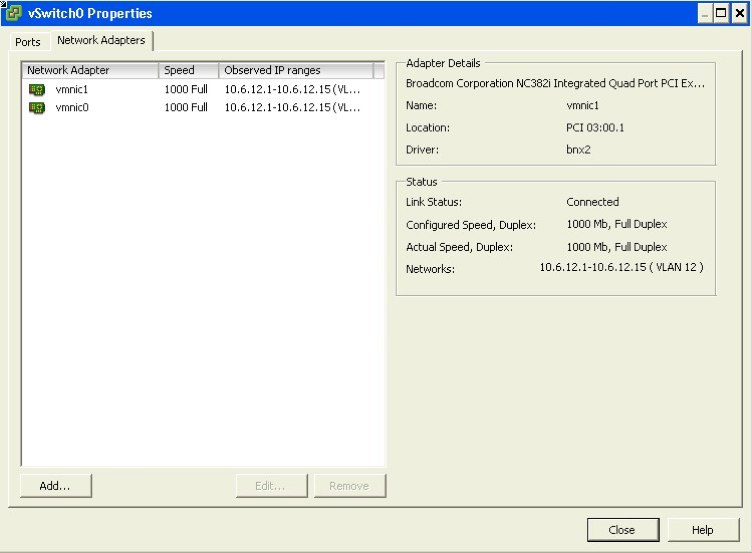 vSwitch0 Properties
Ports Network Adapters
Network Adapter Speed Observed IP ranges
vmnic1 1000 Full 10.6.12.1-10.6.12.15 (VL...
vmnic0 1000 Full 10.6.12.1-10.6.12.15 (VL...
Adapter Details
Broadcom Corporation NC382i Integrated Quad Port PCI Ex...
Name: vmnic1
Location: PCI 03:00.1
Driver: bnx2
Status
Link Status: Connected
Configured Speed, Duplex: 1000 Mb, Full Duplex
Actual Speed, Duplex: 1000 Mb, Full Duplex
Networks: 10.6.12.1-10.6.12.15 ( VLAN 12 )
Add... Edit... Remove
Close Help